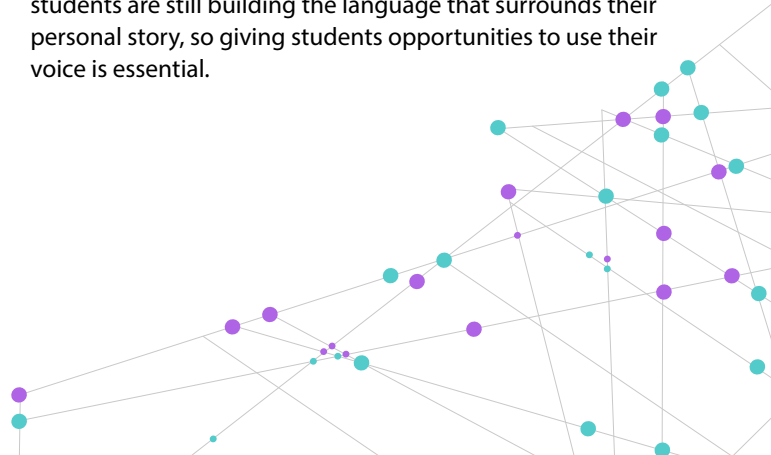 students are still building the language that surrounds their
personal story, so giving students opportunities to use their
voice is essential.